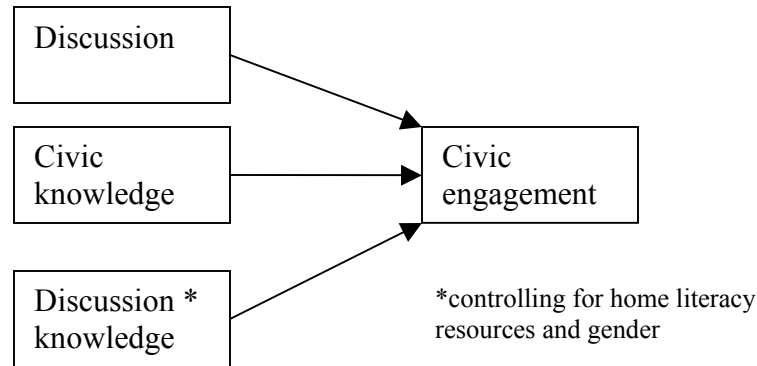 Discussion
Civic
knowledge
Civic
engagement
Discussion *
knowledge
*controlling for home literacy
resources and gender